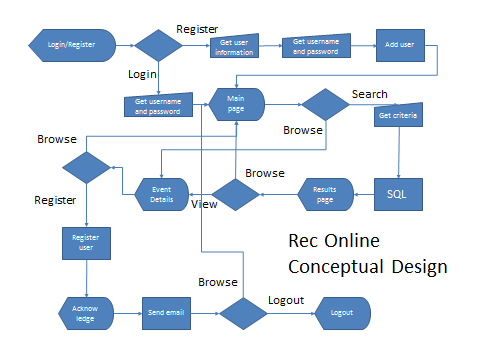 Register
Login/Register
Get user
information
Get username
and password
Add user
Login
Search
Get username
and password
Main
page
Get criteria
Browse
Browse
Browse
Event
Details
Results
page
SQL
View
Register
Register
user
Rec Online
Conceptual Design
Browse
Logout
Acknow
ledge
Send email
Logout